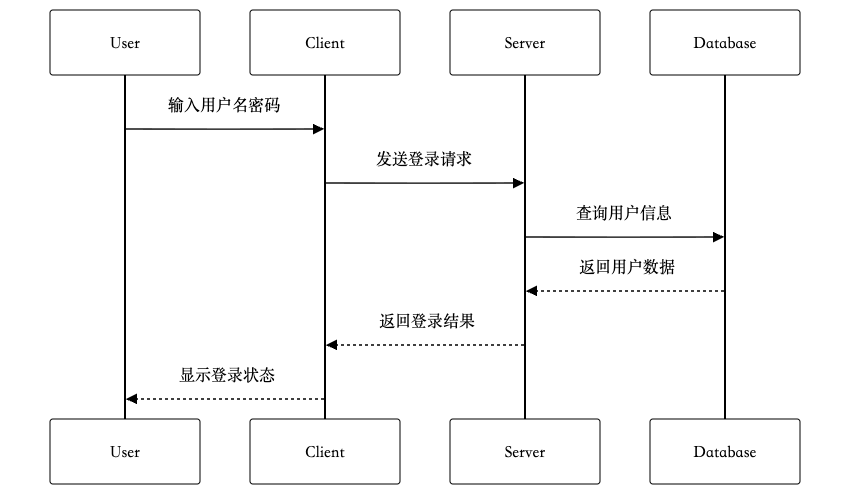 User
Client
Server
Database
输入用户名密码
发送登录请求
查询用户信息
返回用户数据
返回登录结果
显示登录状态
User
Client
Server
Database